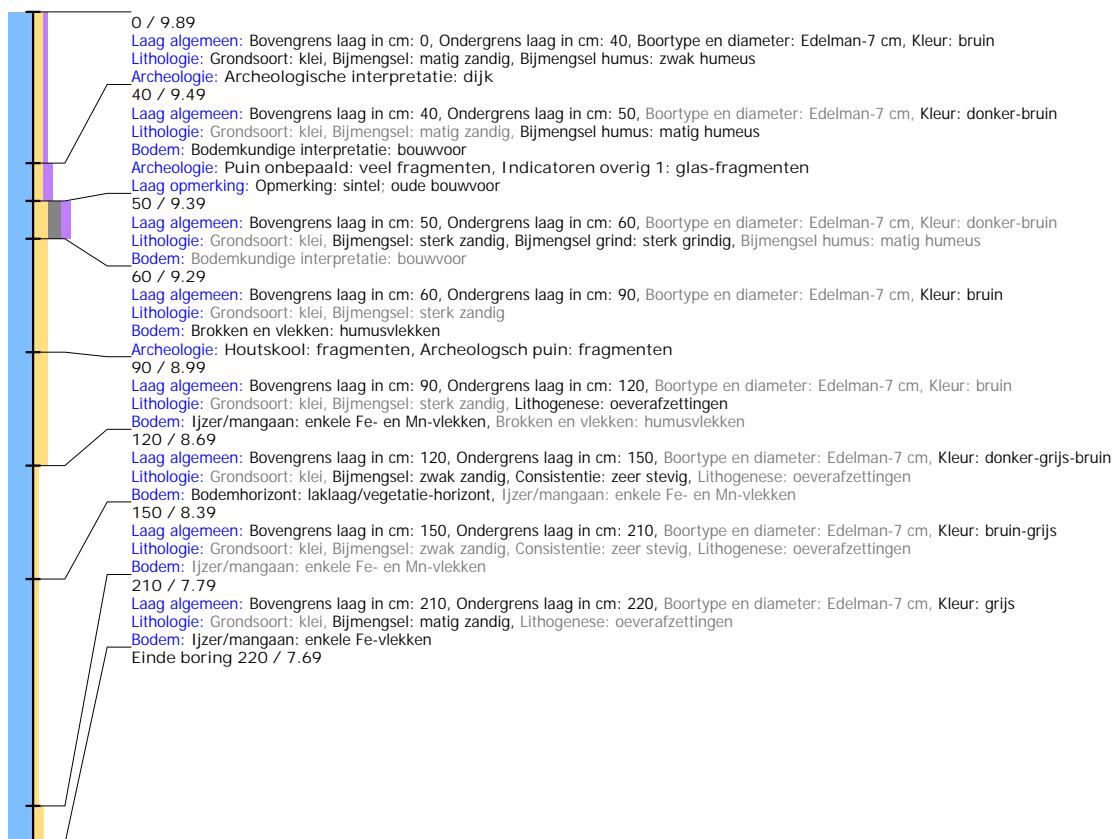 0 / 9.89
Laag algemeen: Bovengrens laag in cm: 0, Ondergrens laag in cm: 40, Boortype en diameter: Edelman-7 cm, Kleur: bruin
Lithologie: Grondsoort: klei, Bijmengsel: matig zandig, Bijmengsel humus: zwak humeus
Archeologie: Archeologische interpretatie: dijk
40 / 9.49
Laag algemeen: Bovengrens laag in cm: 40, Ondergrens laag in cm: 50, Boortype en diameter: Edelman-7 cm, Kleur: donker-bruin
Lithologie: Grondsoort: klei, Bijmengsel: matig zandig, Bijmengsel humus: matig humeus
Bodem: Bodemkundige interpretatie: bouwvoor
Archeologie: Puin onbepaald: veel fragmenten, Indicatoren overig 1: glas-fragmenten
Laag opmerking: Opmerking: sintel; oude bouwvoor
50 / 9.39
Laag algemeen: Bovengrens laag in cm: 50, Ondergrens laag in cm: 60, Boortype en diameter: Edelman-7 cm, Kleur: donker-bruin
Lithologie: Grondsoort: klei, Bijmengsel: sterk zandig, Bijmengsel grind: sterk grindig, Bijmengsel humus: matig humeus
Bodem: Bodemkundige interpretatie: bouwvoor
60 / 9.29
Laag algemeen: Bovengrens laag in cm: 60, Ondergrens laag in cm: 90, Boortype en diameter: Edelman-7 cm, Kleur: bruin
Lithologie: Grondsoort: klei, Bijmengsel: sterk zandig
Bodem: Brokken en vlekken: humusvlekken
Archeologie: Houtskool: fragmenten, Archeologsch puin: fragmenten
90 / 8.99
Laag algemeen: Bovengrens laag in cm: 90, Ondergrens laag in cm: 120, Boortype en diameter: Edelman-7 cm, Kleur: bruin
Lithologie: Grondsoort: klei, Bijmengsel: sterk zandig, Lithogenese: oeverafzettingen
Bodem: Ijzer/mangaan: enkele Fe- en Mn-vlekken, Brokken en vlekken: humusvlekken
120 / 8.69
Laag algemeen: Bovengrens laag in cm: 120, Ondergrens laag in cm: 150, Boortype en diameter: Edelman-7 cm, Kleur: donker-grijs-bruin
Lithologie: Grondsoort: klei, Bijmengsel: zwak zandig, Consistentie: zeer stevig, Lithogenese: oeverafzettingen
Bodem: Bodemhorizont: laklaag/vegetatie-horizont, Ijzer/mangaan: enkele Fe- en Mn-vlekken
150 / 8.39
Laag algemeen: Bovengrens laag in cm: 150, Ondergrens laag in cm: 210, Boortype en diameter: Edelman-7 cm, Kleur: bruin-grijs
Lithologie: Grondsoort: klei, Bijmengsel: zwak zandig, Consistentie: zeer stevig, Lithogenese: oeverafzettingen
Bodem: Ijzer/mangaan: enkele Fe- en Mn-vlekken
210 / 7.79
Laag algemeen: Bovengrens laag in cm: 210, Ondergrens laag in cm: 220, Boortype en diameter: Edelman-7 cm, Kleur: grijs
Lithologie: Grondsoort: klei, Bijmengsel: matig zandig, Lithogenese: oeverafzettingen
Bodem: Ijzer/mangaan: enkele Fe-vlekken
Einde boring 220 / 7.69